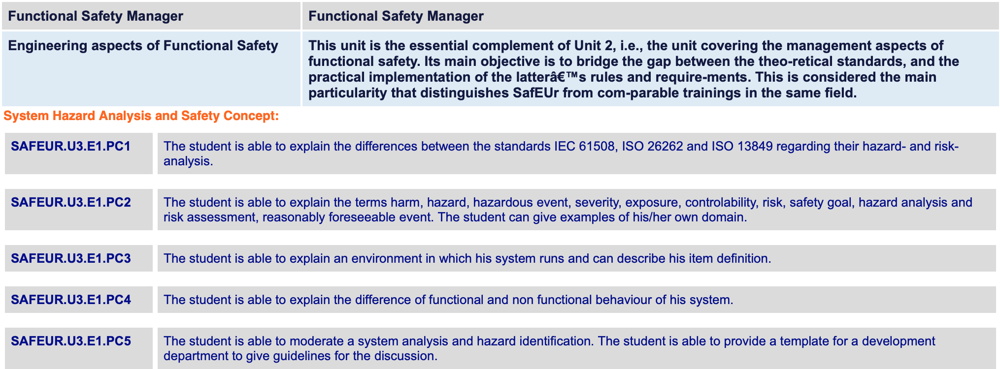 Functional Safety Manager
Functional Safety Manager
Engineering aspects of Functional Safety
This unit is the essential complement of Unit 2, i.e., the unit covering the management aspects of
functional safety. Its main objective is to bridge the gap between the theo-retical standards, and the
practical implementation of the latterâ€™s rules and require-ments. This is considered the main
particularity that distinguishes SafEUr from com-parable trainings in the same field.
System Hazard Analysis and Safety Concept:
SAFEUR.U3.E1.PC1
The student is able to explain the differences between the standards IEC 61508, ISO 26262 and ISO 13849 regarding their hazard- and risk-
analysis.
SAFEUR.U3.E1.PC2
The student is able to explain the terms harm, hazard, hazardous event, severity, exposure, controlability, risk, safety goal, hazard analysis and
risk assessment, reasonably foreseeable event. The student can give examples of his/her own domain.
SAFEUR.U3.E1.PC3
The student is able to explain an environment in which his system runs and can describe his item definition.
SAFEUR.U3.E1.PC4
The student is able to explain the difference of functional and non functional behaviour of his system.
SAFEUR.U3.E1.PC5
The student is able to moderate a system analysis and hazard identification. The student is able to provide a template for a development
department to give guidelines for the discussion.